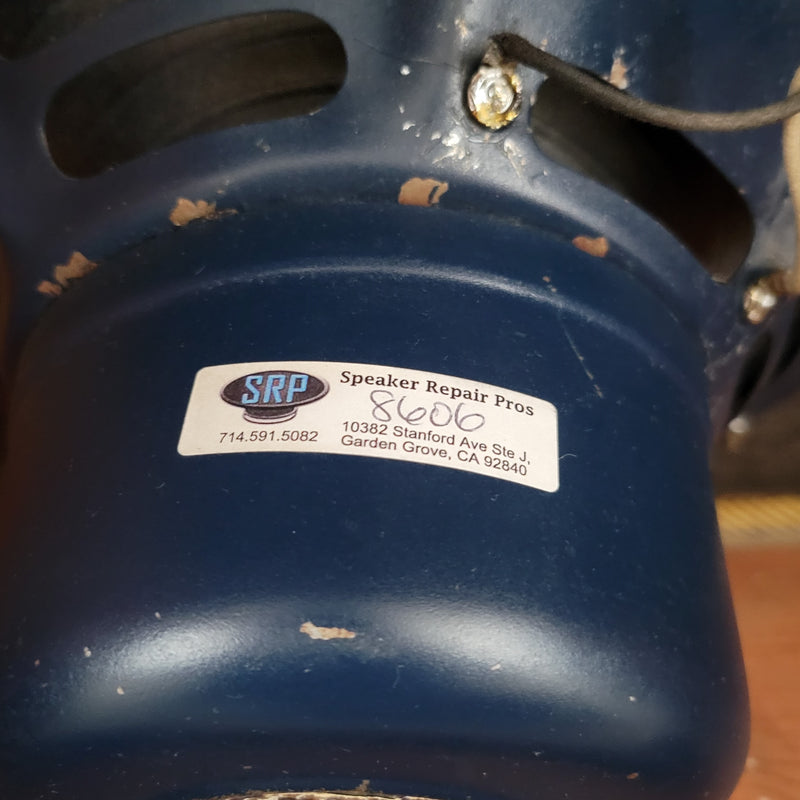 SRP
Speaker Repair Pros
8606
714.591.5082
10382 Stanford Ave Ste J,
Garden Grove, CA 92840